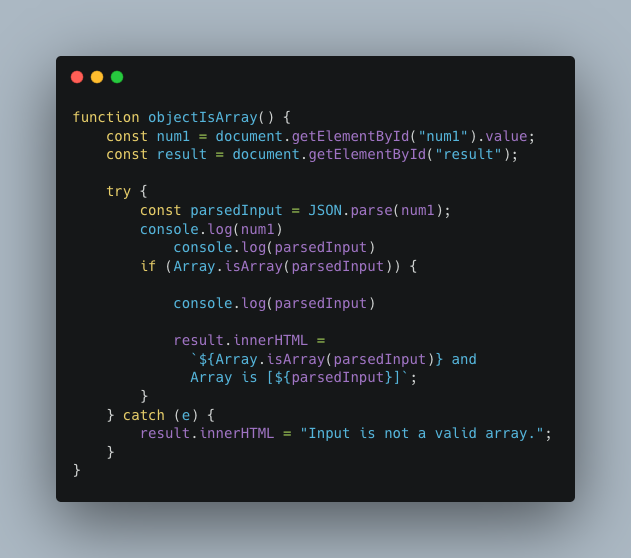 function objectIsArray() {
    const num1 = document.getElementById("num1").value;
    const result = document.getElementById("result");

    try {
        const parsedInput = JSON.parse(num1);
        console.log(num1)
            console.log(parsedInput)
        if (Array.isArray(parsedInput)) {

            console.log(parsedInput)

            result.innerHTML =
              `${Array.isArray(parsedInput)} and
              Array is [${parsedInput}]`;
        }
    } catch (e) {
        result.innerHTML = "Input is not a valid array.";
    }
}